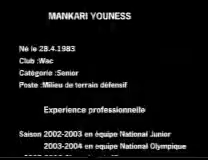 MANKARI YOUNESS
Né le 28.4.1983
Club :Wac
Catégorie :Senior
Poste :Milieu de terrain défensif
Experience professionnelle
Saison 2002-2003 en équipe National Junior
2003-2004 en équipe National Olympique